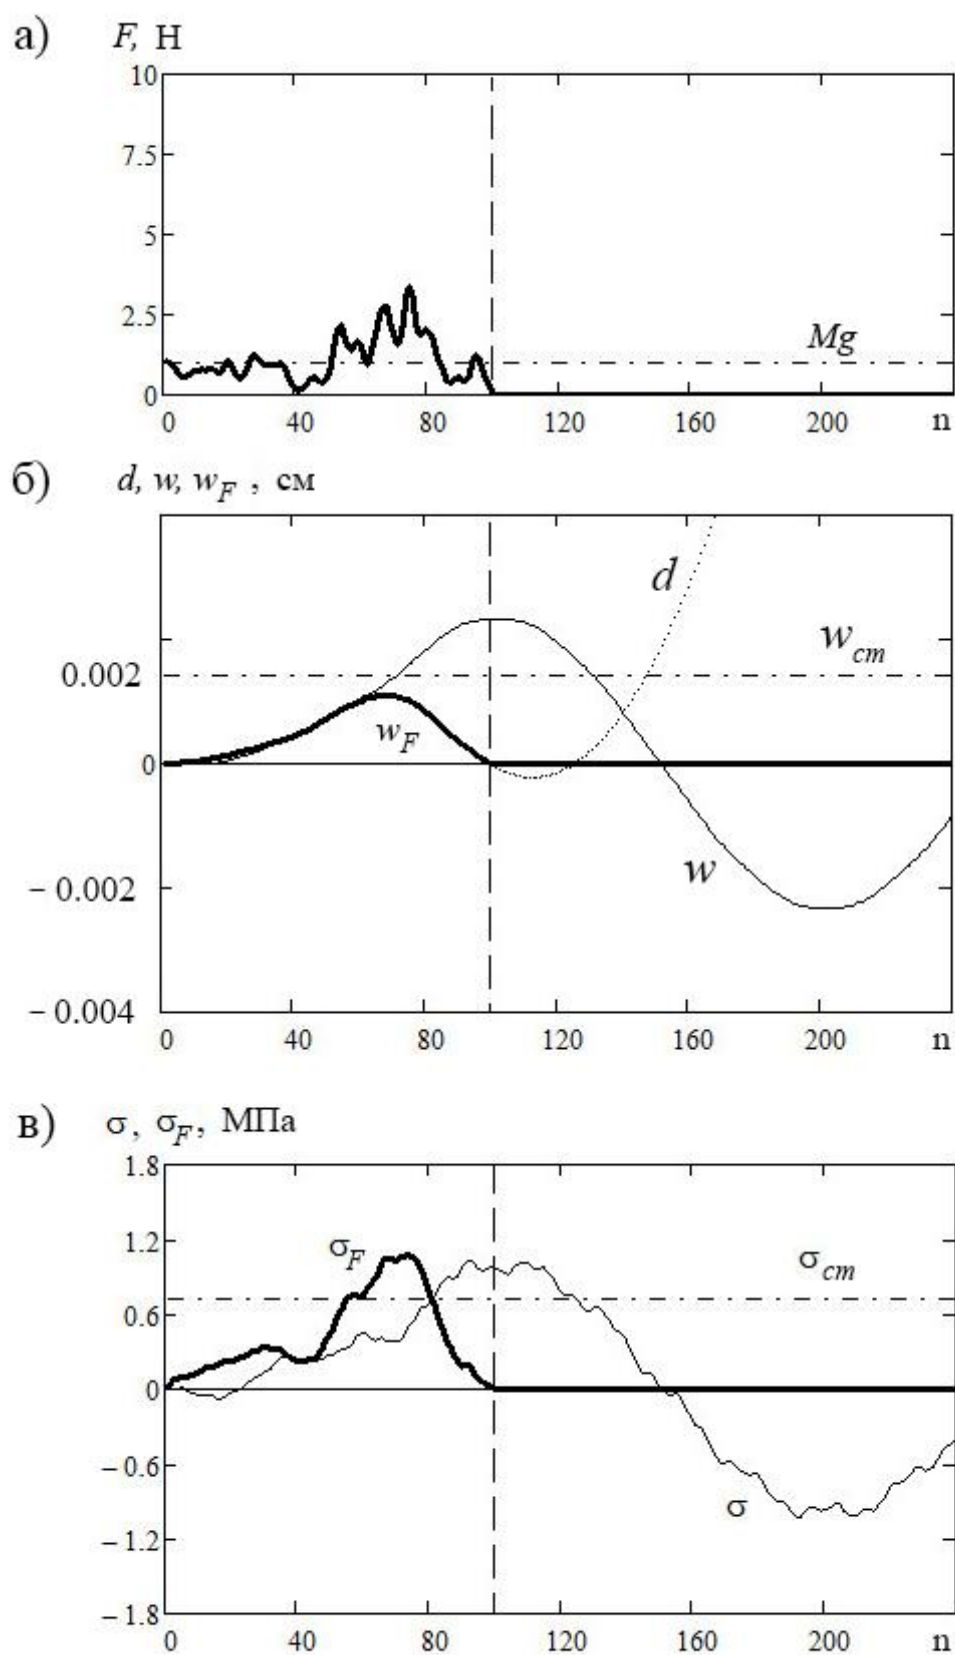 а) F, Н
10
7.5
5
2.5
Mg
0
0 40 80 120 160 200 n
б) d, w, w_F , см
d
w_cm
0.002
w_F
0
w
– 0.002
– 0.004
0 40 80 120 160 200 n
в) σ, σ_F, МПа
1.8
1.2
σ_F
σ_cm
0.6
0
– 0.6
σ
– 1.2
– 1.8
0 40 80 120 160 200 n